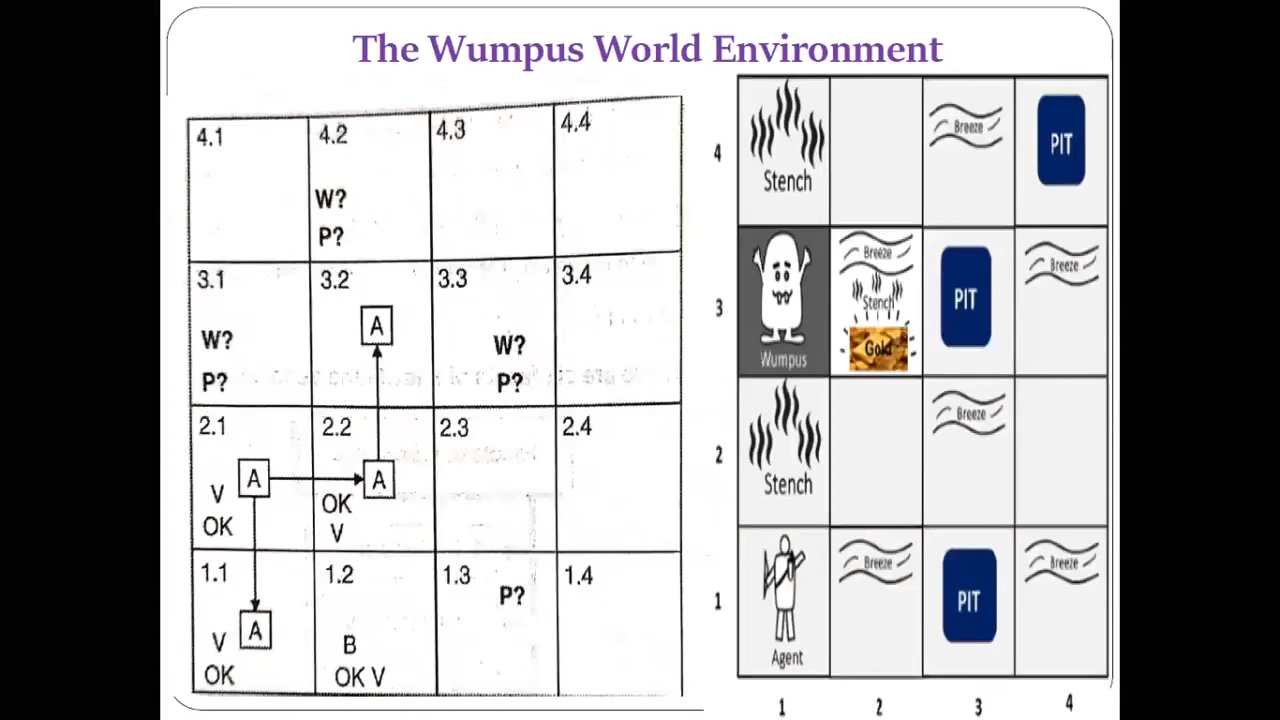 The Wumpus World Environment
4.1
4.2
4.3
4.4
W?
P?
3.1
3.2
3.3
3.4
A
W?
W?
P?
P?
2.1
2.2
2.3
2.4
A
A
V
OK
OK
V
1.1
1.2
1.3
1.4
P?
A
V
B
OK
OK V
4
Stench
Breeze
PIT
3
Wumpus
Breeze
Stench
Gold
PIT
Breeze
2
Stench
Breeze
1
Agent
Breeze
PIT
Breeze
1
2
3
4